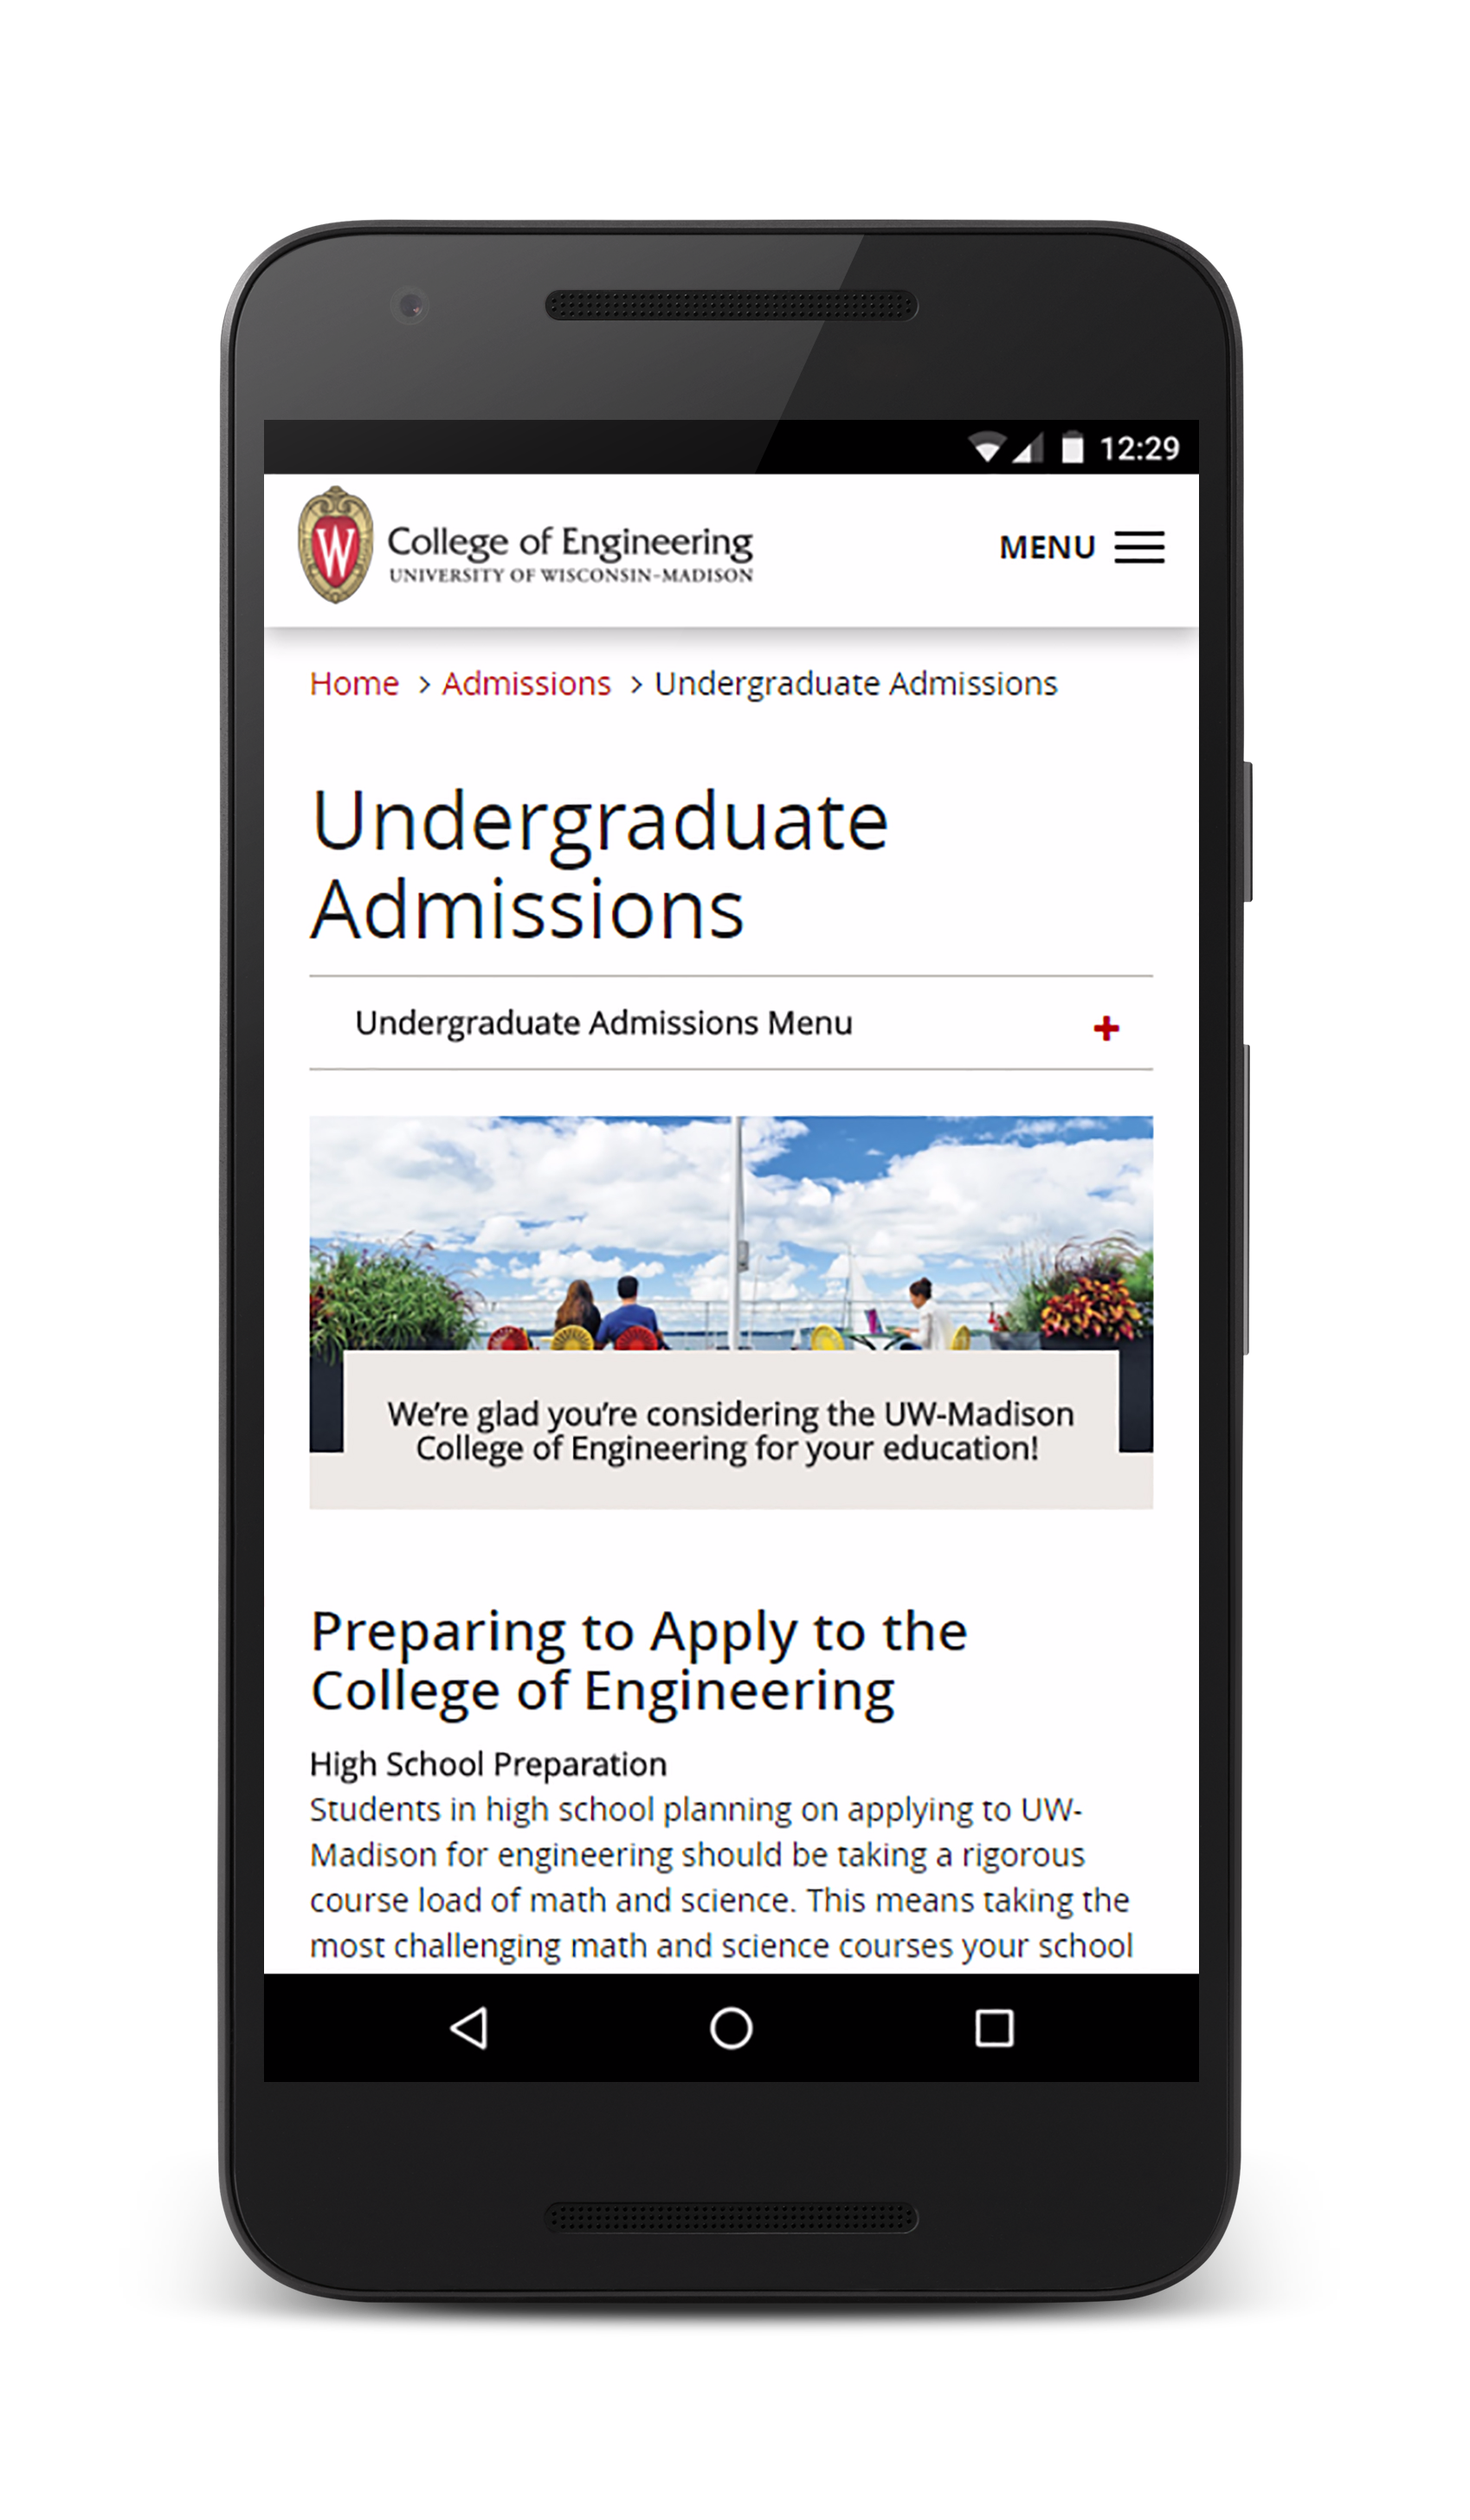 12:29
W
College of Engineering
UNIVERSITY OF WISCONSIN–MADISON
MENU
Home > Admissions > Undergraduate Admissions
Undergraduate
Admissions
Undergraduate Admissions Menu +
We’re glad you’re considering the UW-Madison
College of Engineering for your education!
Preparing to Apply to the
College of Engineering
High School Preparation
Students in high school planning on applying to UW-
Madison for engineering should be taking a rigorous
course load of math and science. This means taking the
most challenging math and science courses your school